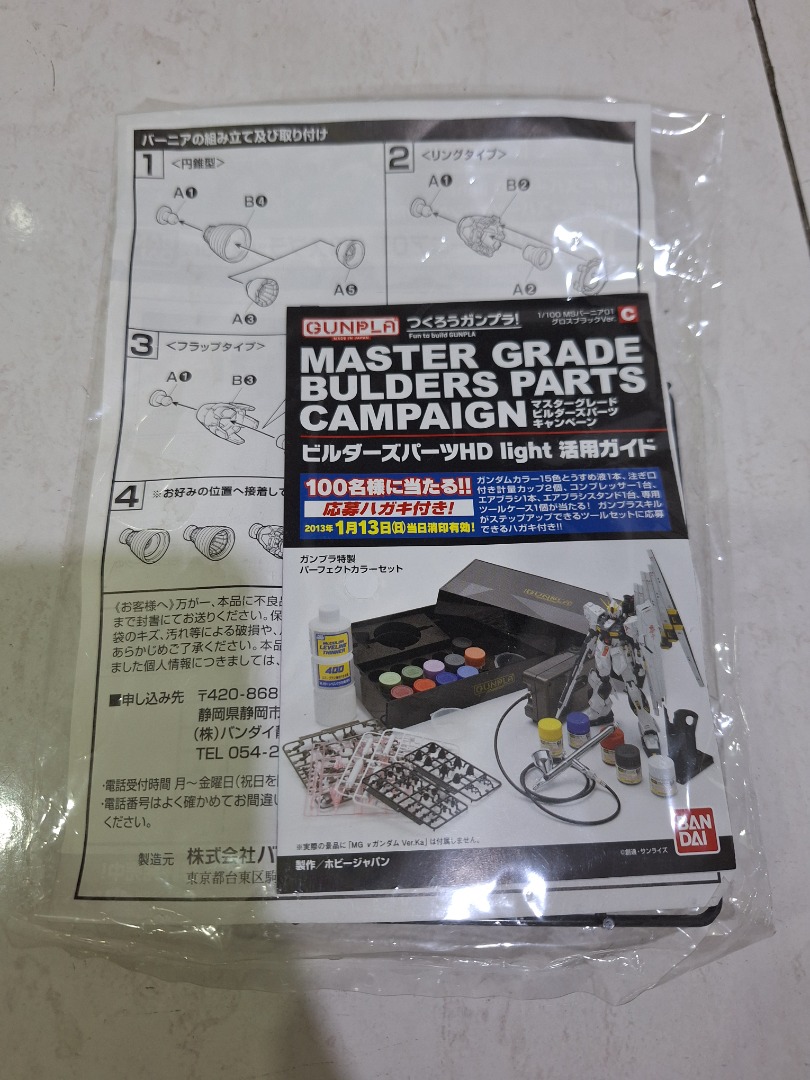 バーニアの組み立て及び取り付け
1 <円錐型>
A❶
B❹
A❸
A❺
2 <リングタイプ>
A❶
B❷
A❷
3 <フラップタイプ>
A❶
B❸
4 ※お好みの位置へ接着して
《お客様へ》万が一、本品に不良
まで封書にてお送りください。保
袋のキズ、汚れ等による破損や、
あらかじめご了承ください。本品
ました個人情報につきましては、
■申し込み先 〒420-868
静岡県静岡市
(株)バンダイ静
TEL 054-2
・電話受付時間 月〜金曜日(祝日を
・電話番号はよく確かめてお間違い
ください。
製造元 株式会社バ
東京都台東区駒
GUNPLA
つくろうガンプラ!
Fun to build GUNPLA
1/100 MSバーニア01
グロスブラックVer. C
MASTER GRADE
BULDERS PARTS
CAMPAIGN
マスターグレード
ビルダーズパーツ
キャンペーン
ビルダーズパーツHD light 活用ガイド
100名様に当たる!!
応募ハガキ付き!
2013年1月13日(日)当日消印有効!
ガンダムカラー15色とうすめ液1本、注ぎ口
付き計量カップ2個、コンプレッサー1台、
エアブラシ1本、エアブラシスタンド1台、専用
ツールケース1個が当たる! ガンプラスキル
がステップアップできるツールセットに応募
できるハガキ付き!!
ガンプラ特製
パーフェクトカラーセット
GUNPLA
LEVELING
THINNER
400
GUNPLA
※実際の景品に「MG νガンダム Ver.Ka」は付属しません。
製作/ホビージャパン
©創通・サンライズ
BAN
DAI